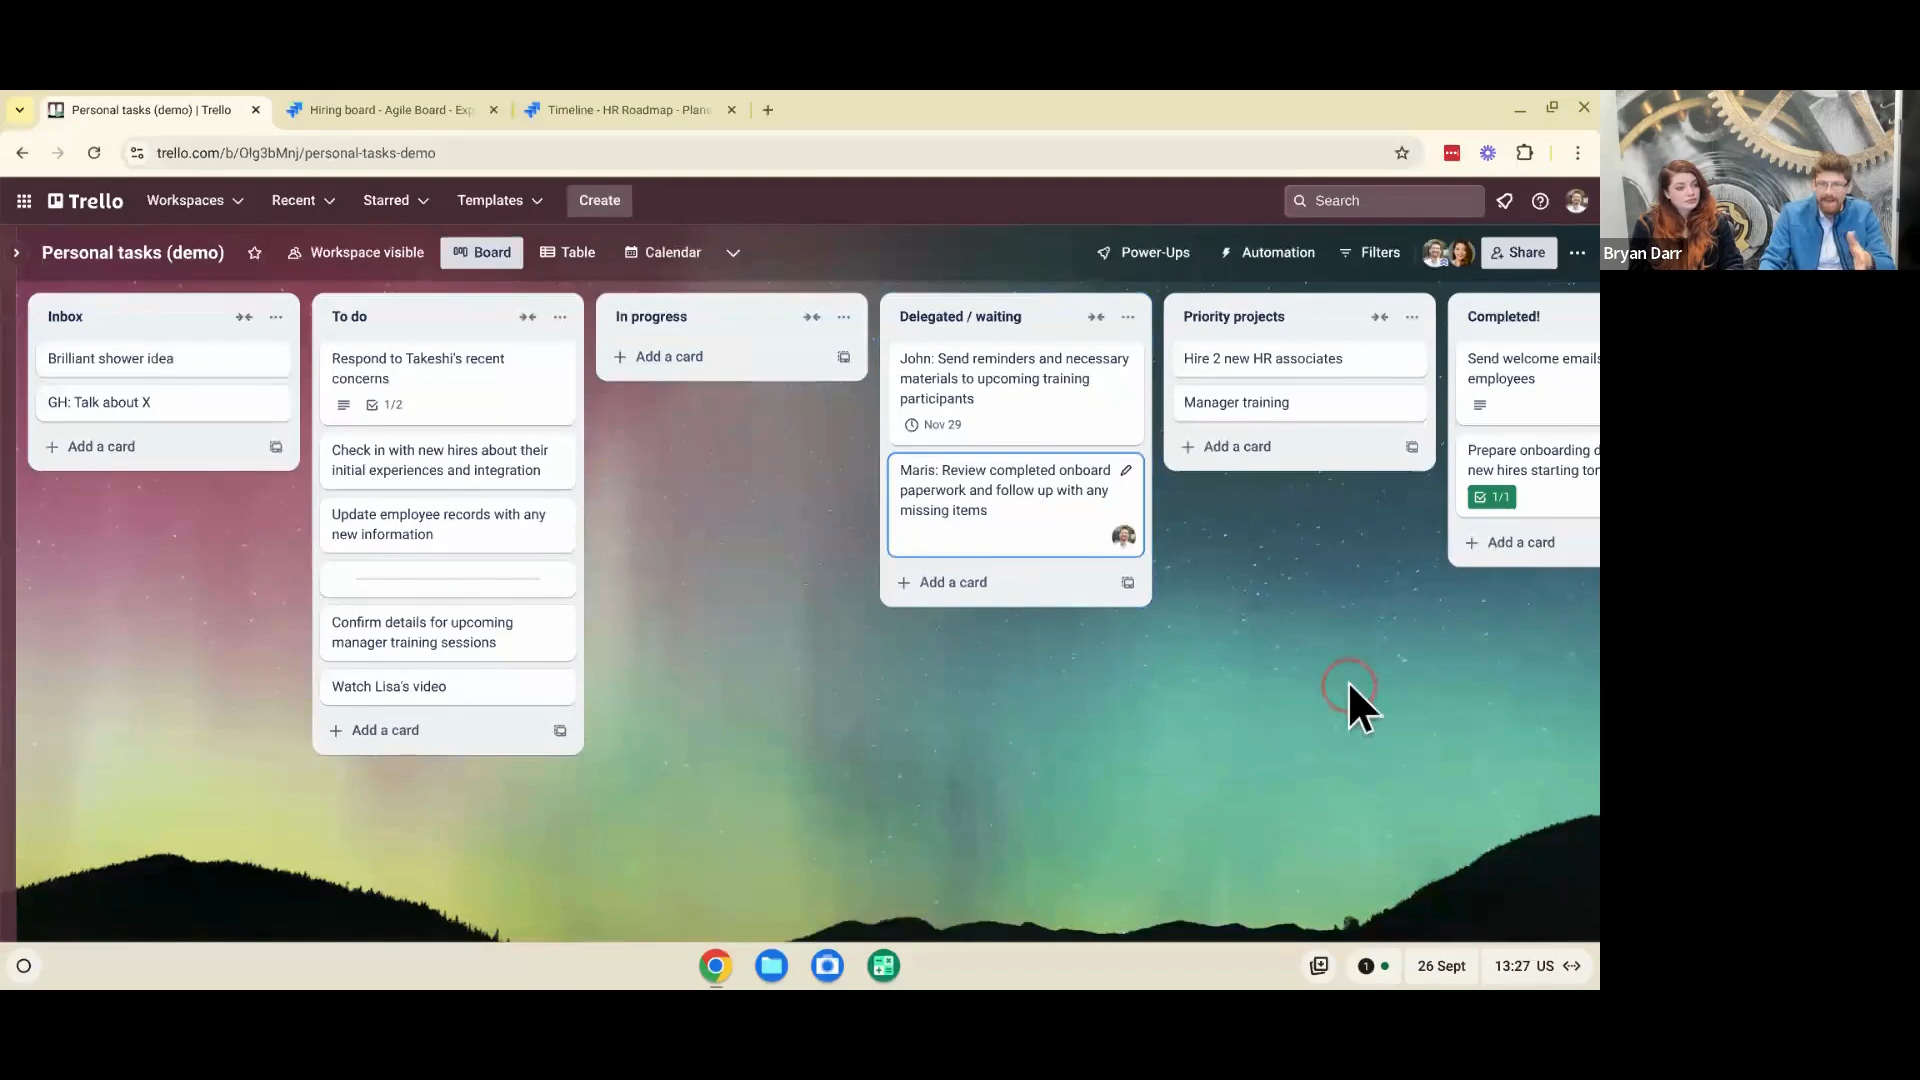 Personal tasks (demo) | Trello
Hiring board - Agile Board - Exp
Timeline - HR Roadmap - Plan
trello.com/b/Olg3bMnj/personal-tasks-demo
Trello
Workspaces
Recent
Starred
Templates
Create
Search
Personal tasks (demo)
Workspace visible
Board
Table
Calendar
Power-Ups
Automation
Filters
Share
Bryan Darr
Inbox
Brilliant shower idea
GH: Talk about X
Add a card
To do
Respond to Takeshi's recent
concerns
1/2
Check in with new hires about their
initial experiences and integration
Update employee records with any
new information
Confirm details for upcoming
manager training sessions
Watch Lisa's video
Add a card
In progress
Add a card
Delegated / waiting
John: Send reminders and necessary
materials to upcoming training
participants
Nov 29
Maris: Review completed onboard
paperwork and follow up with any
missing items
Add a card
Priority projects
Hire 2 new HR associates
Manager training
Add a card
Completed!
Send welcome emails
employees
Prepare onboarding d
new hires starting tor
1/1
Add a card
1
26 Sept
13:27 US